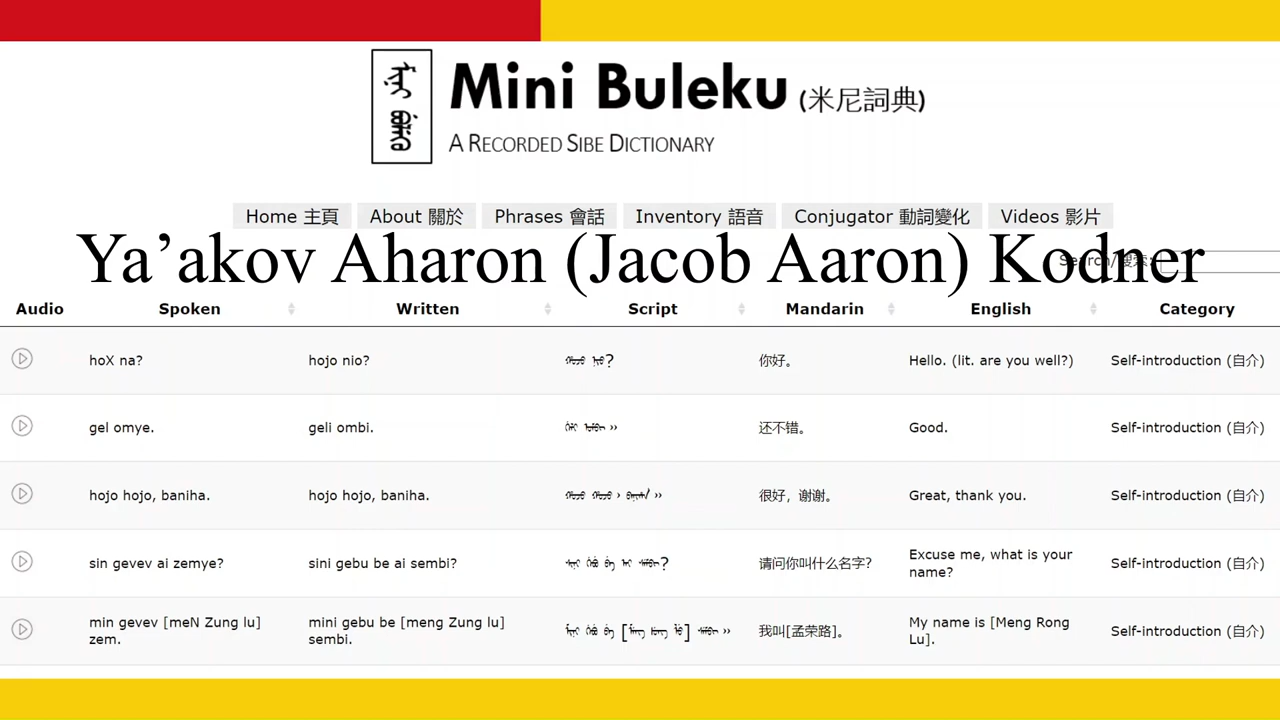 Mini Buleku (米尼詞典)
A RECORDED SIBE DICTIONARY
Home 主頁 About 關於 Phrases 會話 Inventory 語音 Conjugator 動詞變化 Videos 影片
Ya’akov Aharon (Jacob Aaron) Kodner
Search/搜索:
Audio Spoken Written Script Mandarin English Category
hoX na? hojo nio? 你好。 Hello. (lit. are you well?) Self-introduction (自介)
gel omye. geli ombi. 还不错。 Good. Self-introduction (自介)
hojo hojo, baniha. hojo hojo, baniha. 很好，谢谢。 Great, thank you. Self-introduction (自介)
sin gevev ai zemye? sini gebu be ai sembi? 请问你叫什么名字？ Excuse me, what is your
name? Self-introduction (自介)
min gevev [meN Zung lu]
zem. mini gebu be [meng Zung lu]
sembi. 我叫[孟荣路]。 My name is [Meng Rong
Lu]. Self-introduction (自介)